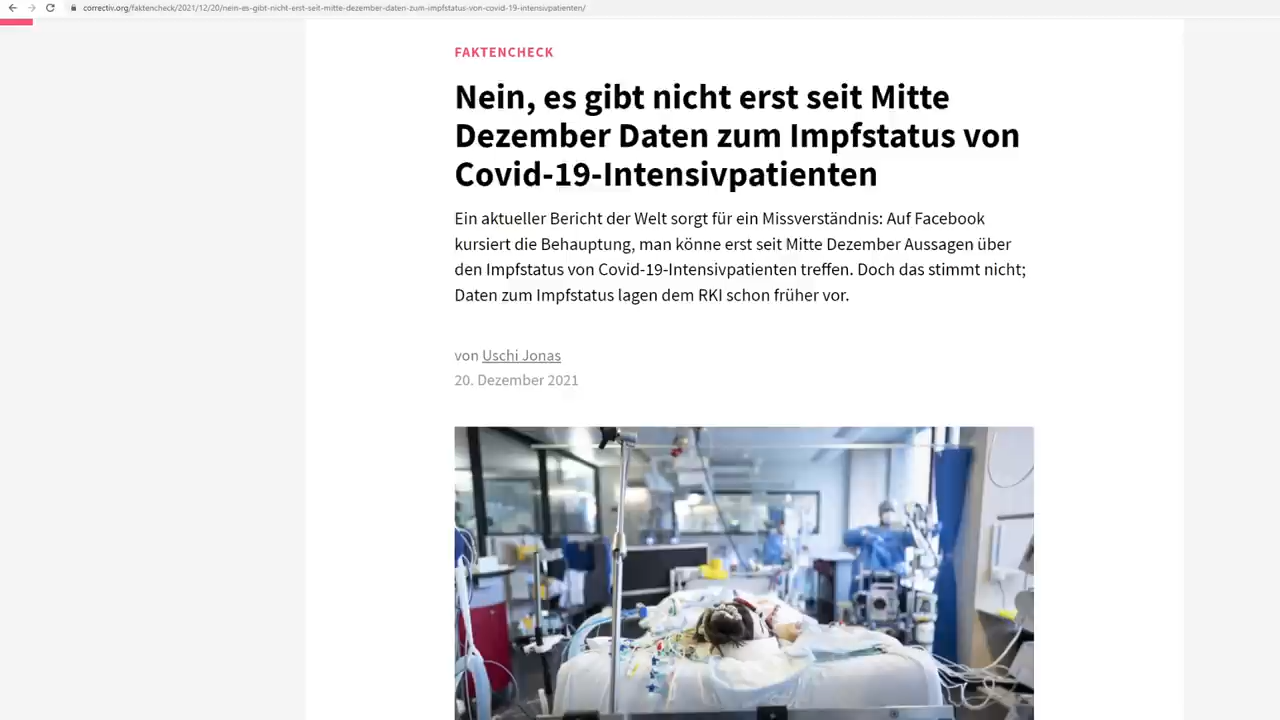 correctiv.org/faktencheck/2021/12/20/nein-es-gibt-nicht-erst-seit-mitte-dezember-daten-zum-impfstatus-von-covid-19-intensivpatienten/
FAKTENCHECK
Nein, es gibt nicht erst seit Mitte
Dezember Daten zum Impfstatus von
Covid-19-Intensivpatienten
Ein aktueller Bericht der Welt sorgt für ein Missverständnis: Auf Facebook
kursiert die Behauptung, man könne erst seit Mitte Dezember Aussagen über
den Impfstatus von Covid-19-Intensivpatienten treffen. Doch das stimmt nicht;
Daten zum Impfstatus lagen dem RKI schon früher vor.
von Uschi Jonas
20. Dezember 2021